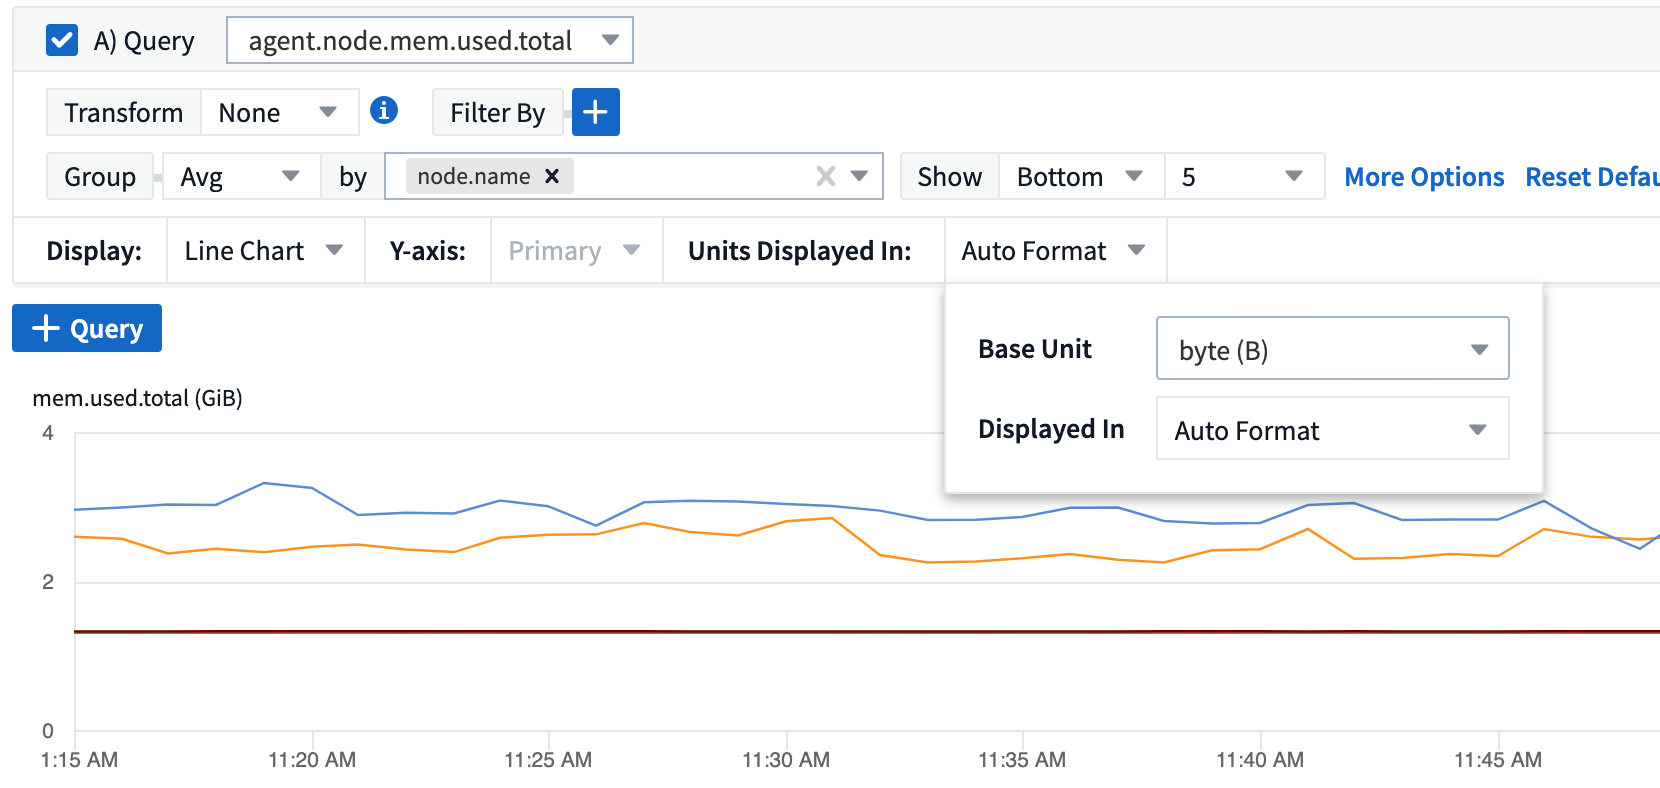 A) Query agent.node.mem.used.total
Transform None i Filter By +
Group Avg by node.name × × Show Bottom 5 More Options Reset Defau
Display: Line Chart Y-axis: Primary Units Displayed In: Auto Format
Base Unit byte (B)
Displayed In Auto Format
+ Query
mem.used.total (GiB)
4
2
0
1:15 AM 11:20 AM 11:25 AM 11:30 AM 11:35 AM 11:40 AM 11:45 AM